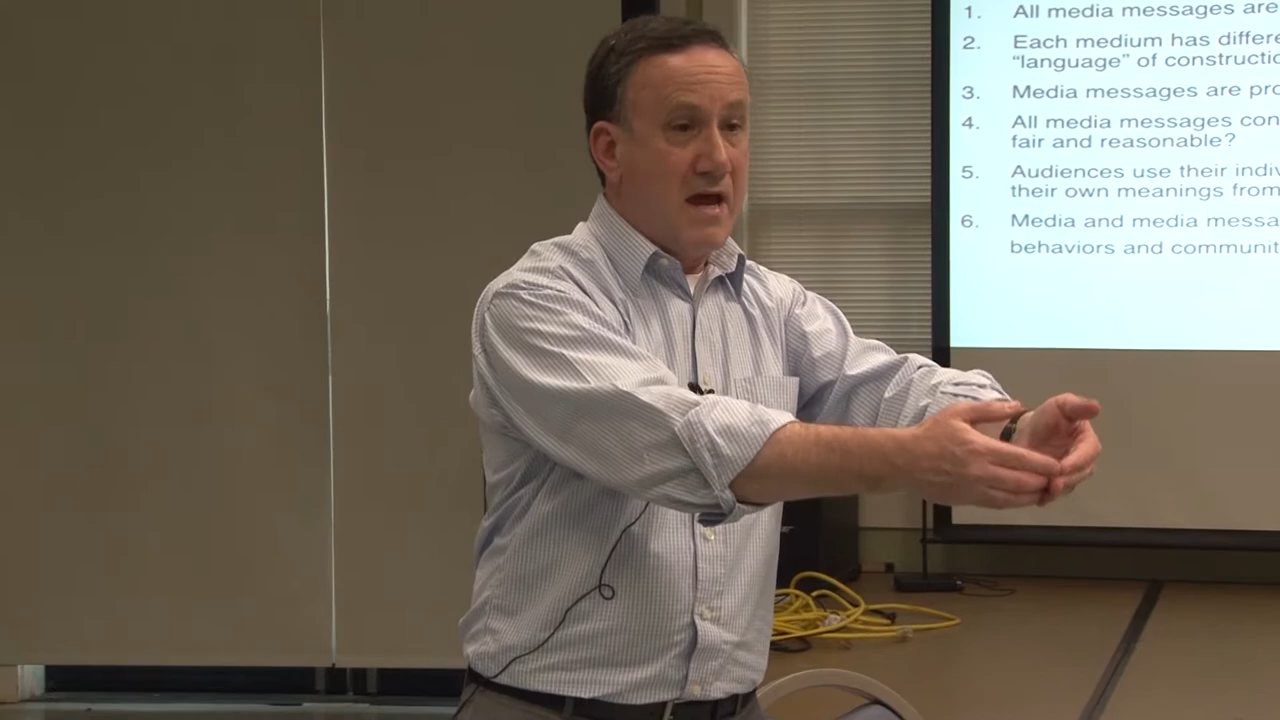 1. All media messages are
2. Each medium has differe
"language" of constructio
3. Media messages are pro
4. All media messages con
fair and reasonable?
5. Audiences use their indiv
their own meanings from
6. Media and media messa
behaviors and communit